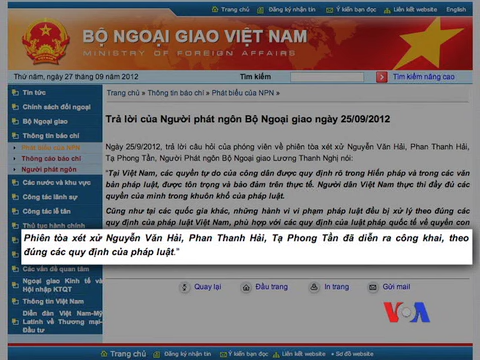 Trang chủ Đăng ký nhận tin Ý kiến bạn đọc Liên kết website English
BỘ NGOẠI GIAO VIỆT NAM
MINISTRY OF FOREIGN AFFAIRS
Thứ năm, ngày 27 tháng 09 năm 2012 Tìm kiếm Tìm kiếm nâng cao
Tin tức
Chính sách đối ngoại
Bộ Ngoại giao
Thông tin báo chí
Phát biểu của NPN
Thông cáo báo chí
Người phát ngôn
Các nước và khu vực
Công tác lãnh sự
Công tác lễ tân
Các vấn đề quan tâm
Ngoại giao Kinh tế và
Hội nhập KTQT
Thông tin Việt Nam
Diễn đàn Việt Nam-Mỹ
Latinh về Thương mại-
Đầu tư
Trang chủ » Thông tin báo chí » Phát biểu của NPN »
Trả lời của Người phát ngôn Bộ Ngoại giao ngày 25/09/2012
Ngày 25/9/2012, trả lời câu hỏi của phóng viên về phiên tòa xét xử Nguyễn Văn Hải, Phan Thanh Hải,
Tạ Phong Tần, Người Phát ngôn Bộ Ngoại giao Lương Thanh Nghị nói:
"Tại Việt Nam, các quyền tự do của công dân được quy định rõ trong Hiến pháp và trong các văn
bản pháp luật, được tôn trọng và bảo đảm trên thực tế. Người dân Việt Nam thực thi đầy đủ các
quyền của mình trong khuôn khổ của pháp luật.
Cũng như tại các quốc gia khác, những hành vi vi phạm pháp luật đều bị xử lý theo đúng các
quy định của pháp luật Việt Nam, phù hợp với các quy định của luật pháp quốc tế về quyền con
Phiên tòa xét xử Nguyễn Văn Hải, Phan Thanh Hải, Tạ Phong Tần đã diễn ra công khai, theo
đúng các quy định của pháp luật."
Quay lại Đầu trang In trang Gửi mail
VOA
Trang chủ Đăng ký nhận tin Ý kiến bạn đọc Liên kết website Sơ đồ website